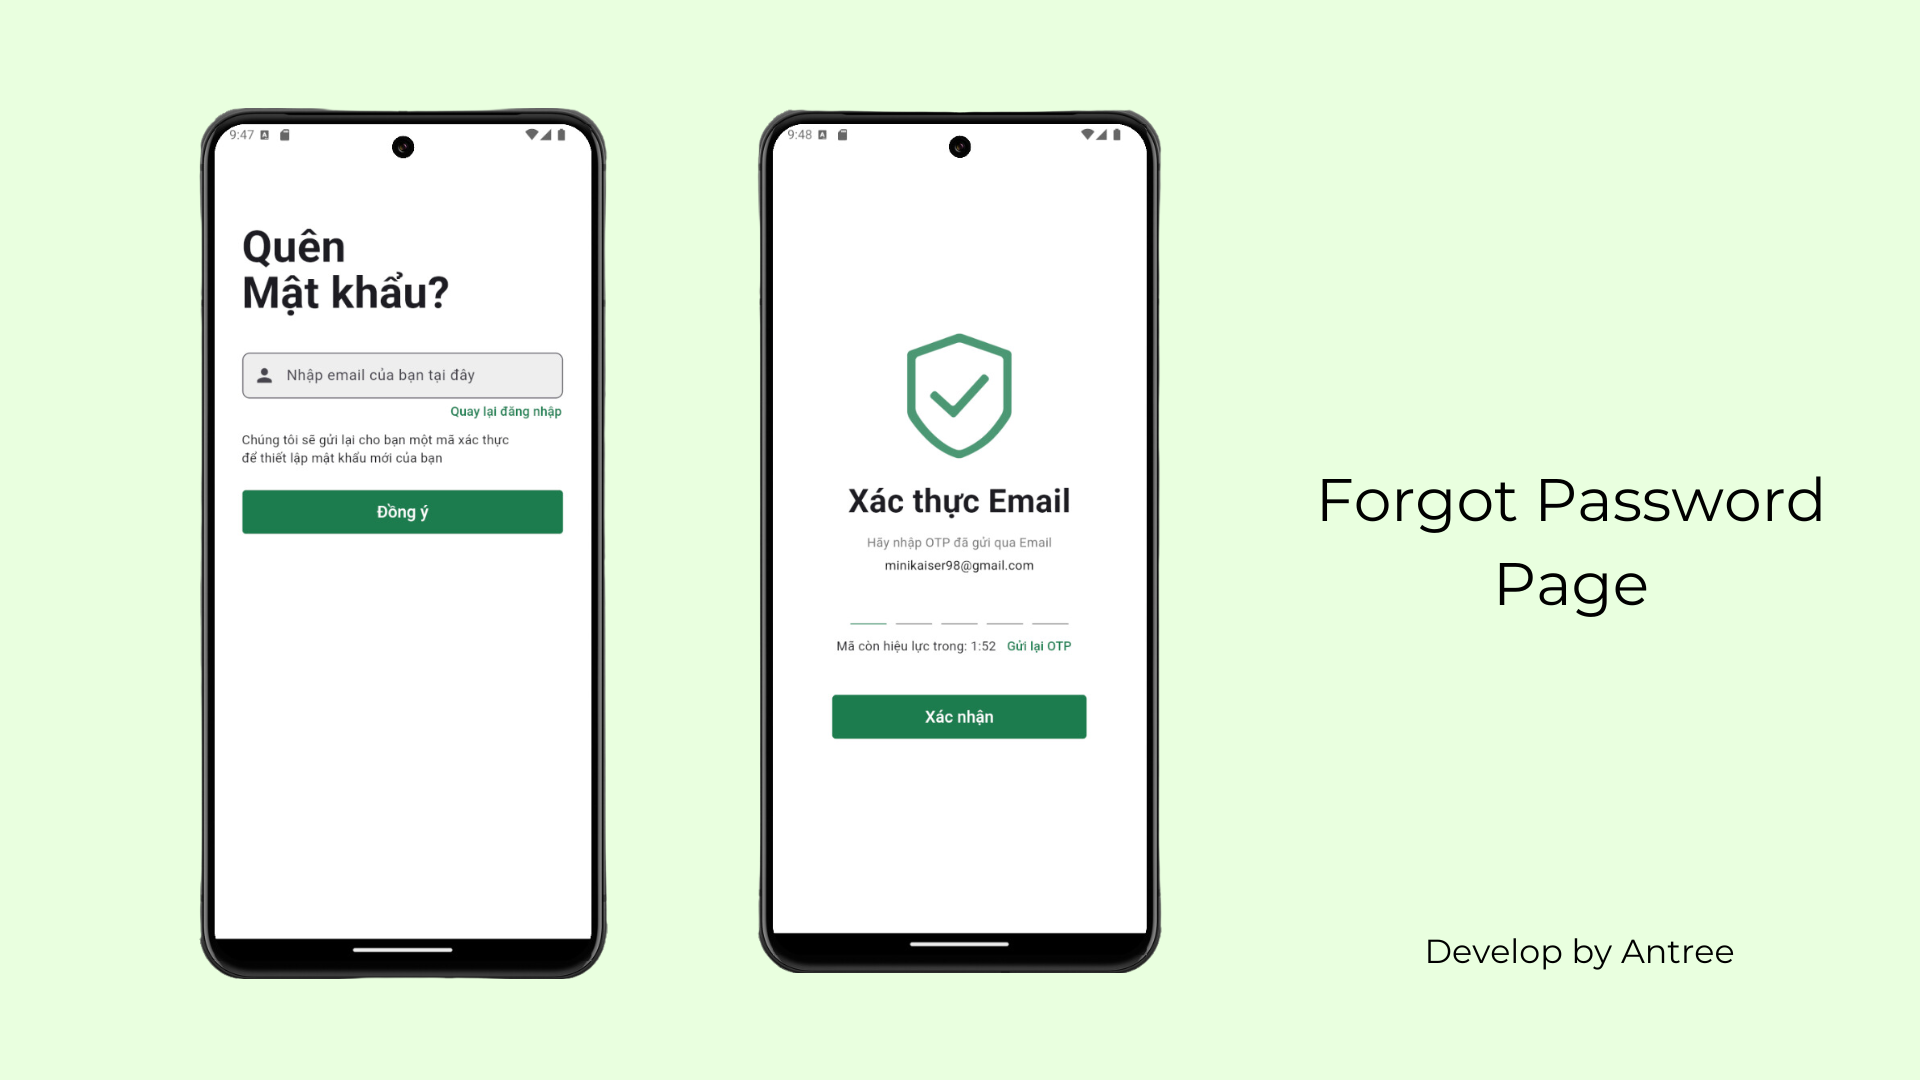 9:47
Quên
Mật khẩu?
Nhập email của bạn tại đây
Quay lại đăng nhập
Chúng tôi sẽ gửi lại cho bạn một mã xác thực
để thiết lập mật khẩu mới của bạn
Đồng ý
9:48
Xác thực Email
Hãy nhập OTP đã gửi qua Email
minikaiser98@gmail.com
Mã còn hiệu lực trong: 1:52 Gửi lại OTP
Xác nhận
Forgot Password
Page
Develop by Antree